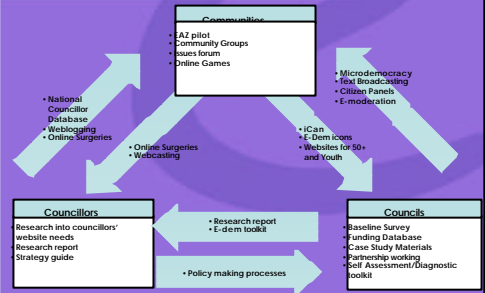 Communities
• EAZ pilot
• Community Groups
• Issues forum
• Online Games
• National
Councillor
Database
• Weblogging
• Online Surgeries
• Online Surgeries
• Webcasting
• iCan
• E-Dem icons
• Websites for 50+
and Youth
• Microdemocracy
• Text Broadcasting
• Citizen Panels
• E-moderation
Councillors
• Research into councillors'
website needs
• Research report
• Strategy guide
• Research report
• E-dem toolkit
• Policy making processes
Councils
• Baseline Survey
• Funding Database
• Case Study Materials
• Partnership working
• Self Assessment/Diagnostic
toolkit